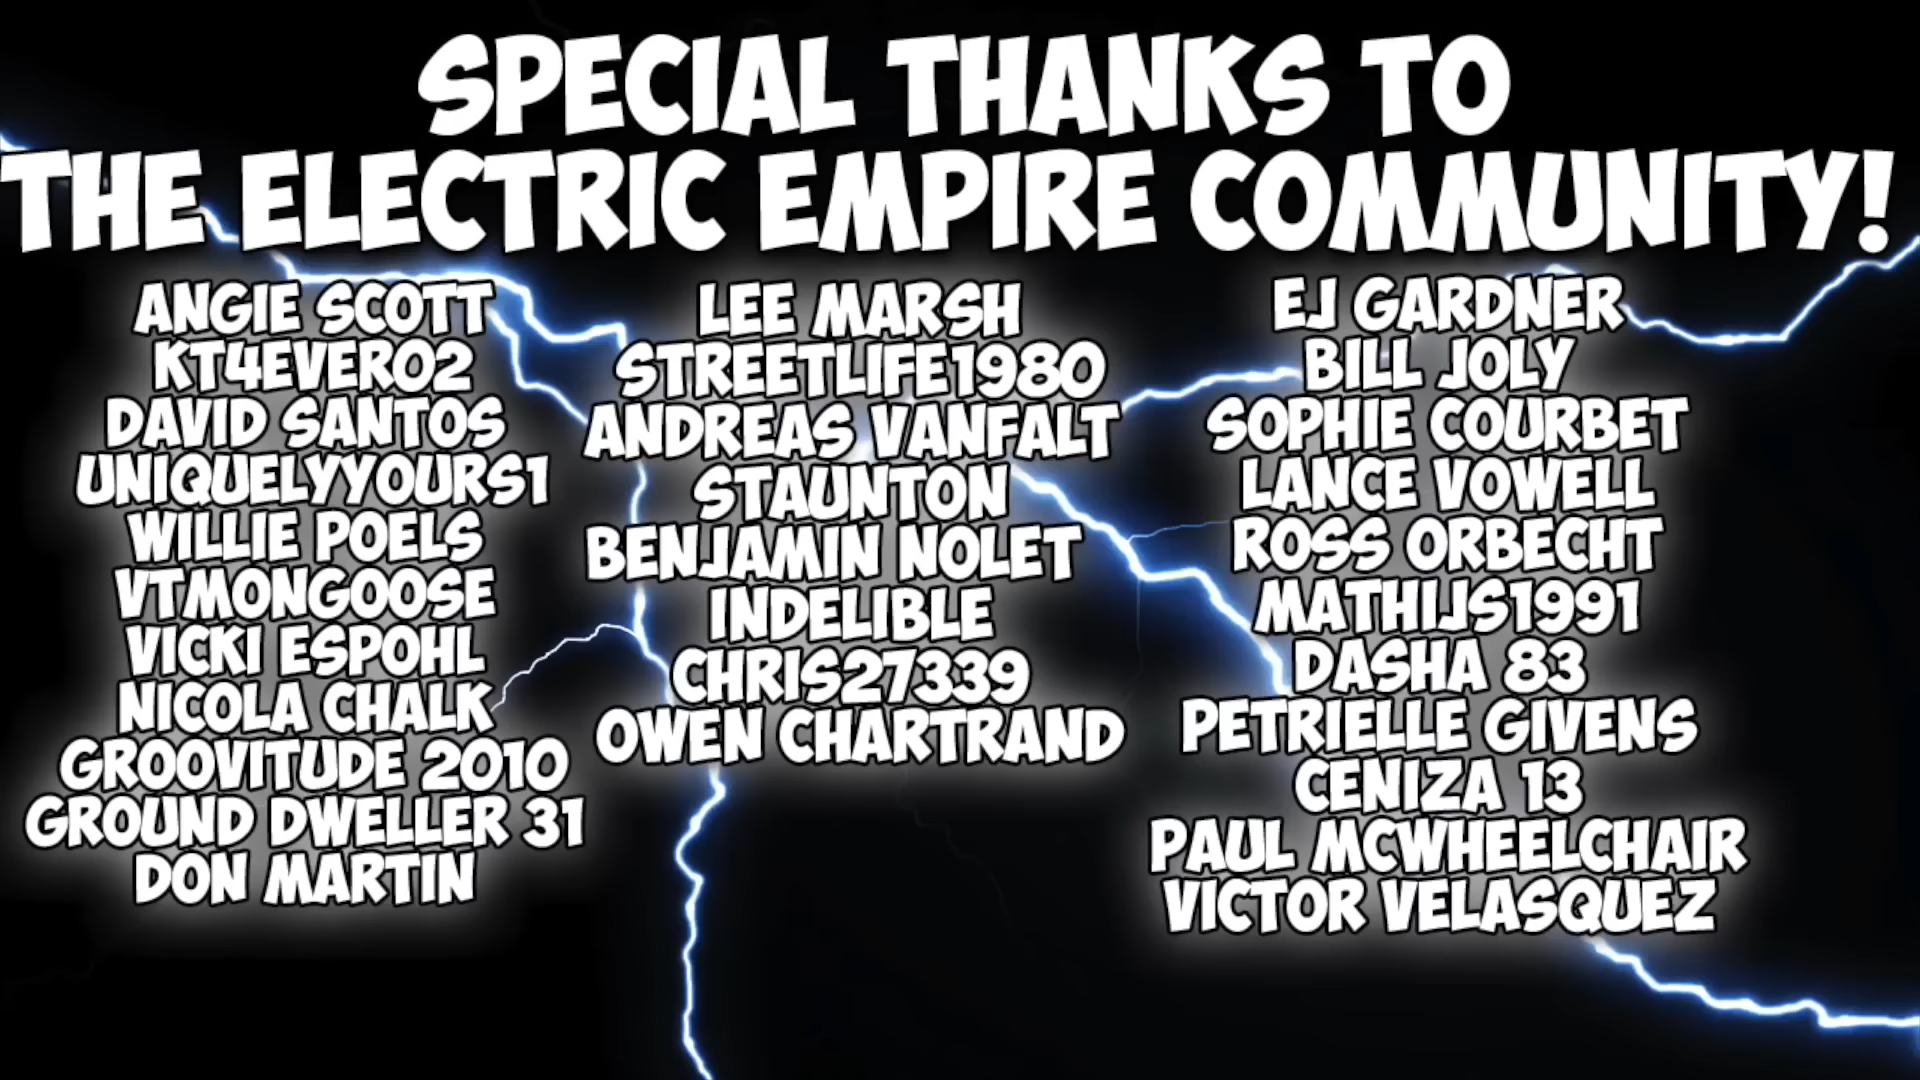 SPECIAL THANKS TO
THE ELECTRIC EMPIRE COMMUNITY!
ANGIE SCOTT
KT4EVER02
DAVID SANTOS
UNIQUELYYOURS1
WILLIE POELS
VTMONGOOSE
VICKI ESPOHL
NICOLA CHALK
GROOVITUDE 2010
GROUND DWELLER 31
DON MARTIN
LEE MARSH
STREETLIFE1980
ANDREAS VANFALT
STAUNTON
BENJAMIN NOLET
INDELIBLE
CHRIS27339
OWEN CHARTRAND
EJ GARDNER
BILL JOLY
SOPHIE COURBET
LANCE VOWELL
ROSS ORBECHT
MATHIJS1991
DASHA 83
PETRIELLE GIVENS
CENIZA 13
PAUL MCWHEELCHAIR
VICTOR VELASQUEZ